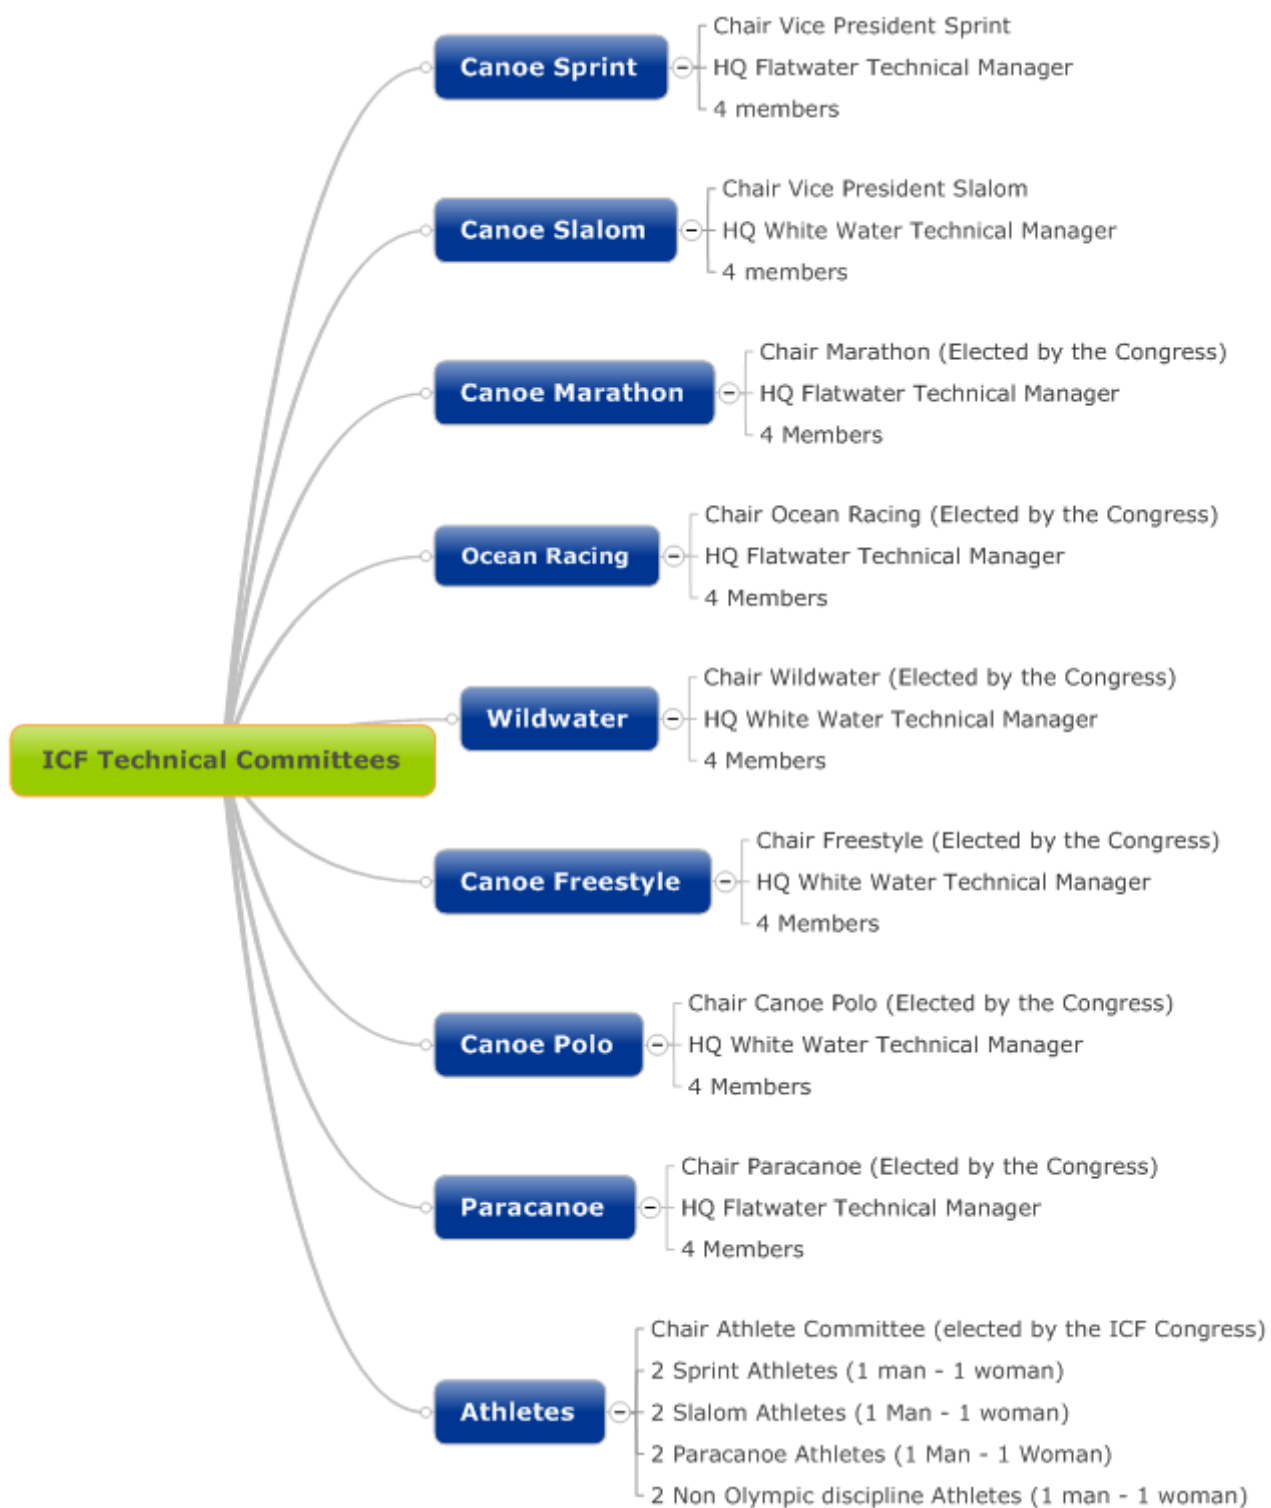 Chair Vice President Sprint
Canoe Sprint
HQ Flatwater Technical Manager
4 members
Chair Vice President Slalom
Canoe Slalom
HQ White Water Technical Manager
4 members
Chair Marathon (Elected by the Congress)
Canoe Marathon
HQ Flatwater Technical Manager
4 Members
Chair Ocean Racing (Elected by the Congress)
Ocean Racing
HQ Flatwater Technical Manager
4 Members
Chair Wildwater (Elected by the Congress)
Wildwater
HQ White Water Technical Manager
4 Members
ICF Technical Committees
Chair Freestyle (Elected by the Congress)
Canoe Freestyle
HQ White Water Technical Manager
4 Members
Chair Canoe Polo (Elected by the Congress)
Canoe Polo
HQ White Water Technical Manager
4 Members
Chair Paracanoe (Elected by the Congress)
Paracanoe
HQ Flatwater Technical Manager
4 Members
Chair Athlete Committee (elected by the ICF Congress)
2 Sprint Athletes (1 man - 1 woman)
Athletes
2 Slalom Athletes (1 Man - 1 woman)
2 Paracanoe Athletes (1 Man - 1 Woman)
2 Non Olympic discipline Athletes (1 man - 1 woman)